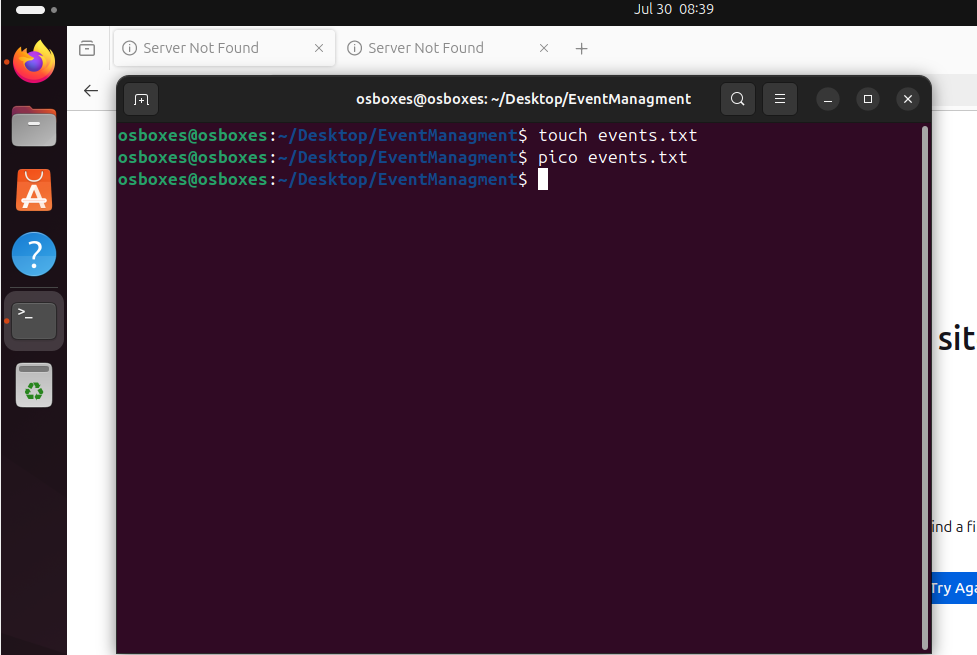 Jul 30 08:39
Server Not Found
Server Not Found
osboxes@osboxes: ~/Desktop/EventManagment
osboxes@osboxes:~/Desktop/EventManagment$ touch events.txt
osboxes@osboxes:~/Desktop/EventManagment$ pico events.txt
osboxes@osboxes:~/Desktop/EventManagment$
sit
ind a fi
Try Aga